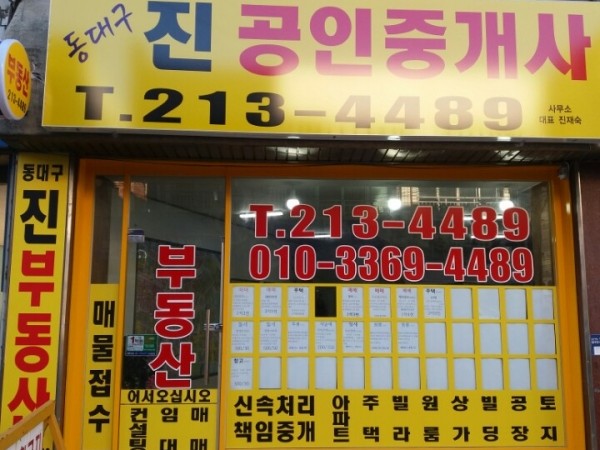 동대구 진 공인중개사
T.213-4489
사무소
대표 진재숙
부동산
213-4489
동대구
진부동산
매물접수
부동산
어서오십시오
컨설팅 임대 매매
T.213-4489
010-3369-4489
신속처리
책임중개
아파트 주택 빌라 원룸 상가 빌딩 공장 토지